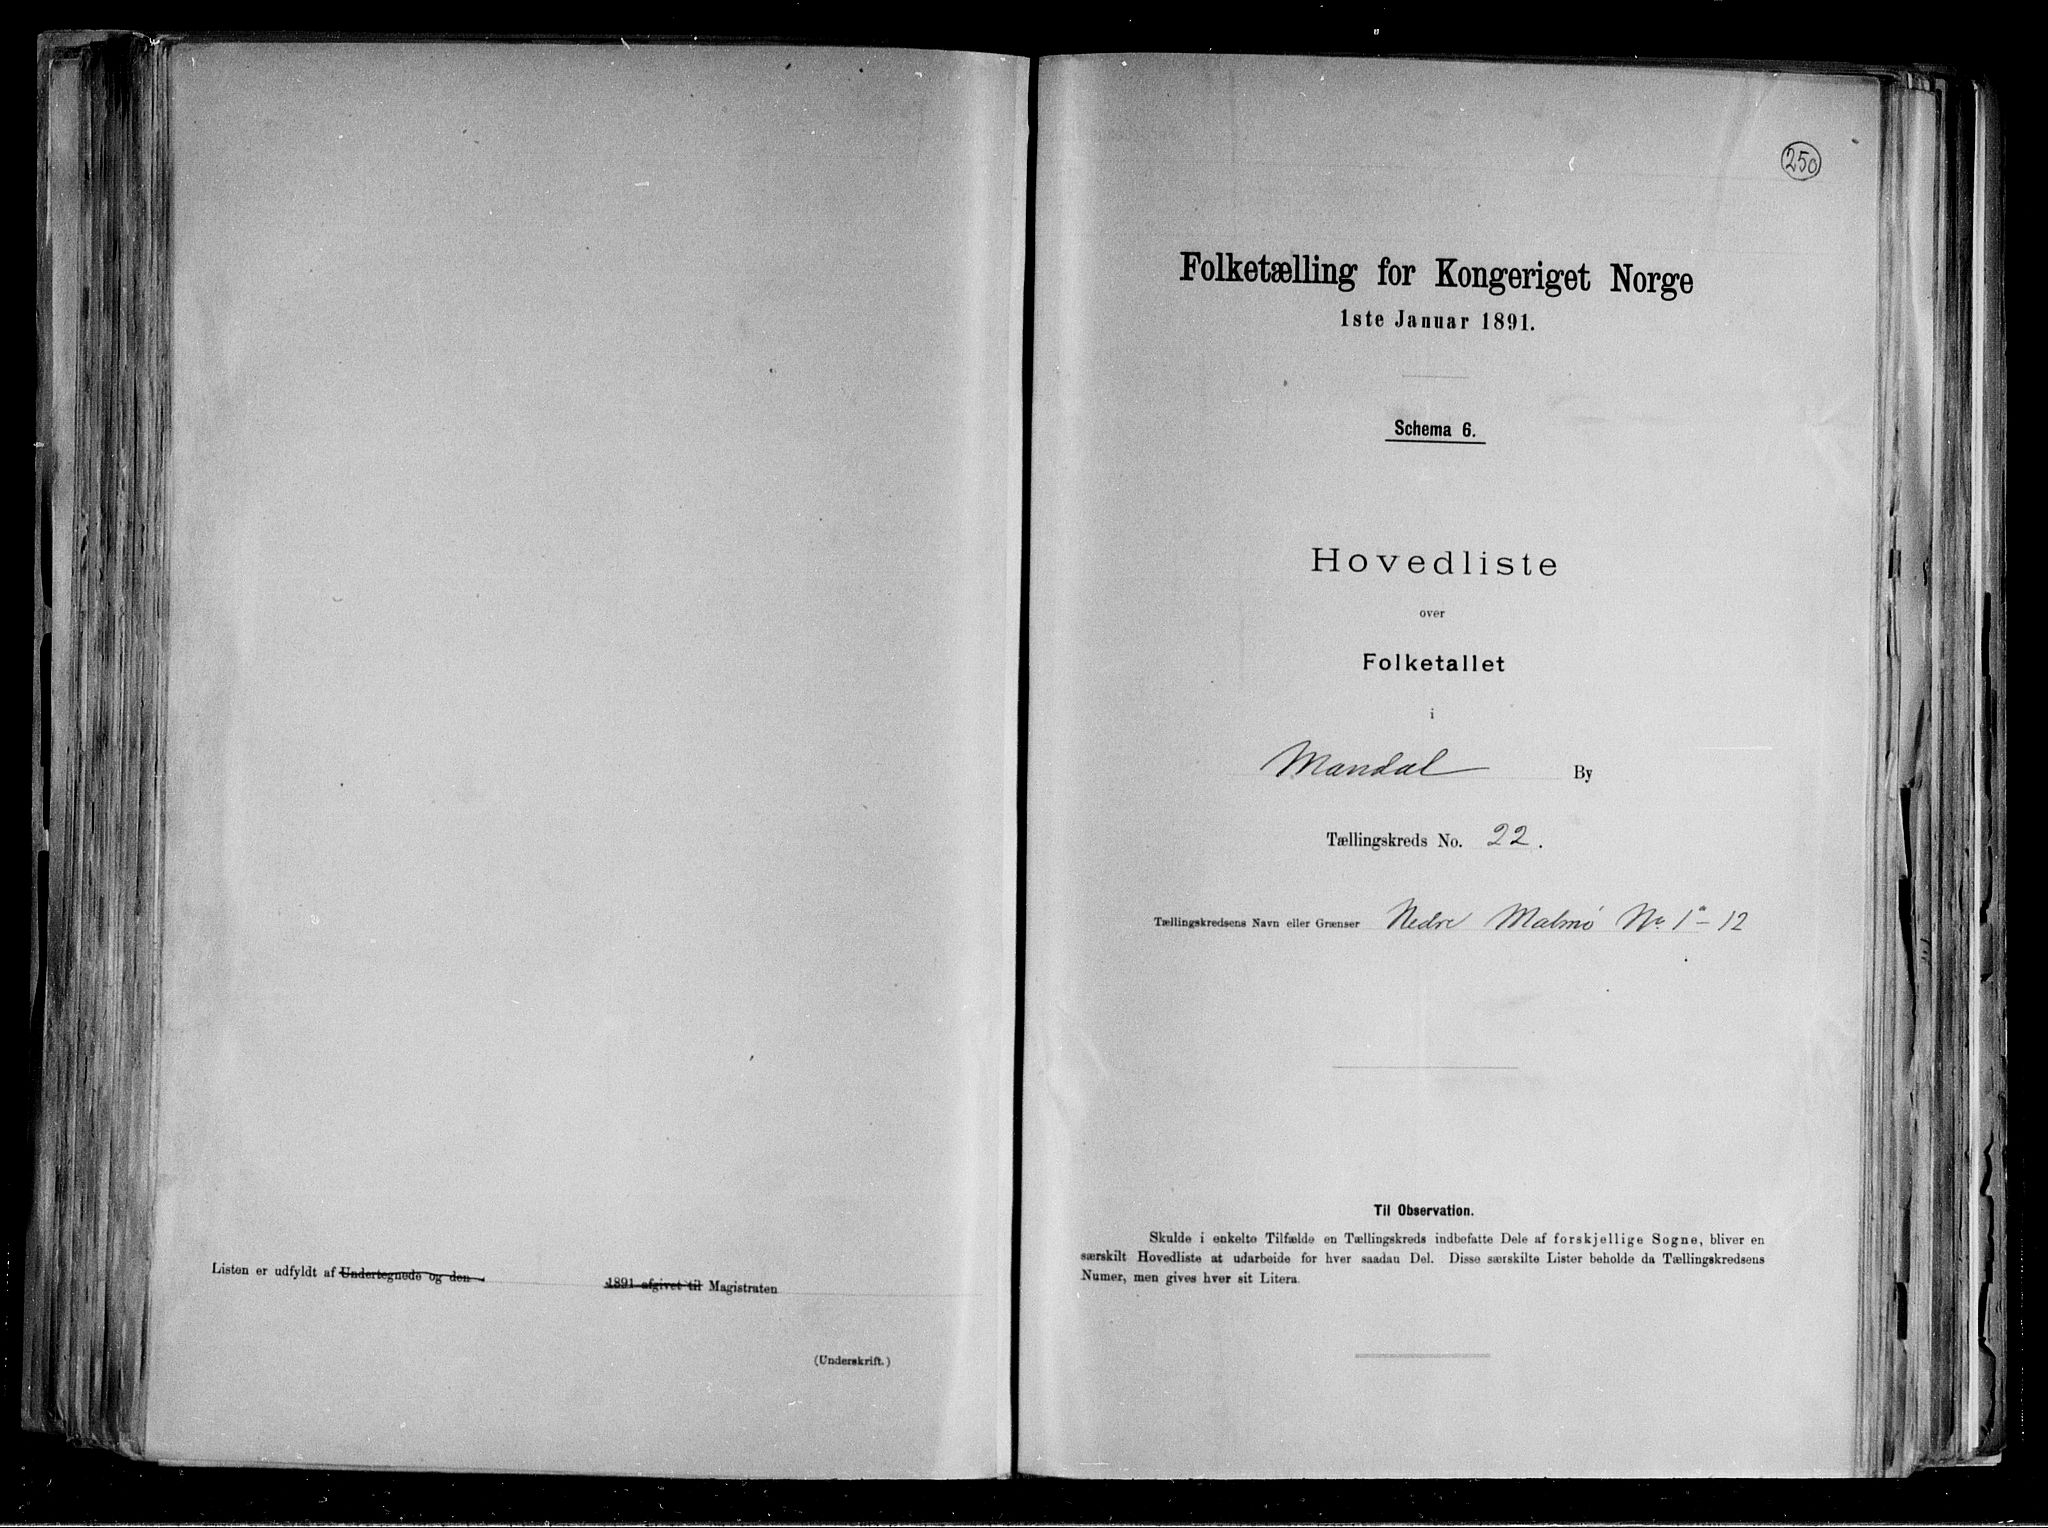 Listen er udfyldt af Undertegnede og den 1891 afgivet til Magistraten
(Underskrift.)
250
Folketælling for Kongeriget Norge
1ste Januar 1891.
Schema 6.
Hovedliste
over
Folketallet
i
Mandal By
Tællingskreds No. 22.
Tællingskredsens Navn eller Grænser Nedre Malmø No. 1a - 12
Til Observation.
Skulde i enkelte Tilfælde en Tællingskreds indbefatte Dele af forskjellige Sogne, bliver en
særskilt Hovedliste at udarbeide for hver saadan Del. Disse særskilte Lister beholde da Tællingskredsens
Numer, men gives hver sit Litera.